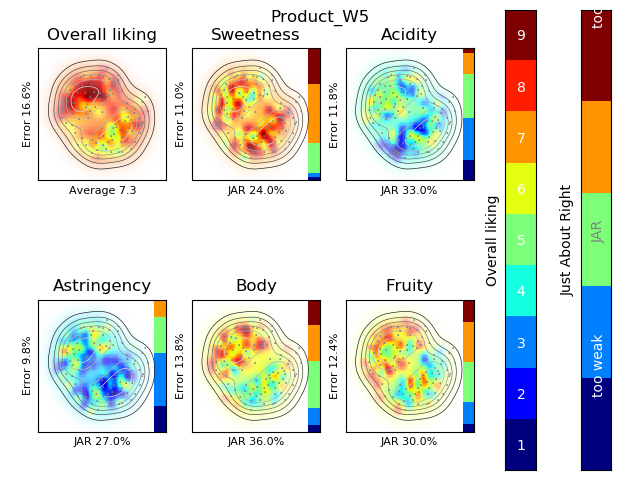 Product_W5
Overall liking
Sweetness
Acidity
Error 16.6%
Error 11.0%
Error 11.8%
Average 7.3
JAR 24.0%
JAR 33.0%
Astringency
Body
Fruity
Error 9.8%
Error 13.8%
Error 12.4%
JAR 27.0%
JAR 36.0%
JAR 30.0%
Overall liking
9
8
7
6
5
4
3
2
1
Just About Right
too
JAR
too weak